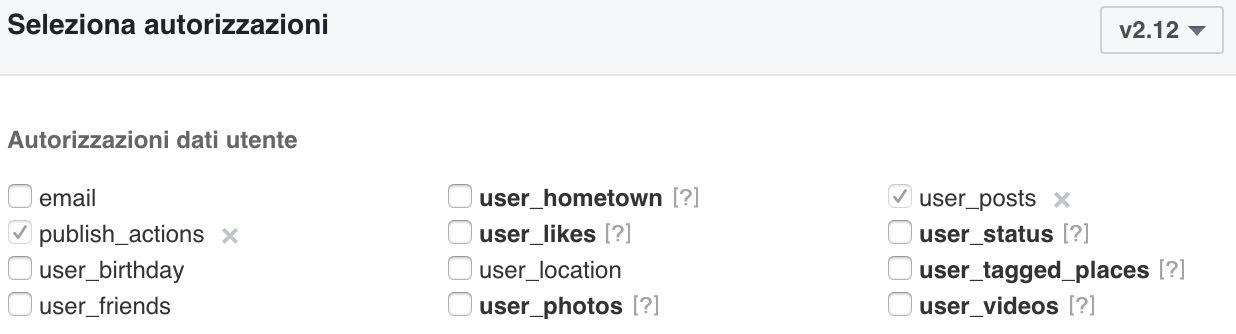 Seleziona autorizzazioni
v2.12
Autorizzazioni dati utente
email
user_hometown [?]
user_posts ×
publish_actions ×
user_likes [?]
user_status [?]
user_birthday
user_location
user_tagged_places [?]
user_friends
user_photos [?]
user_videos [?]